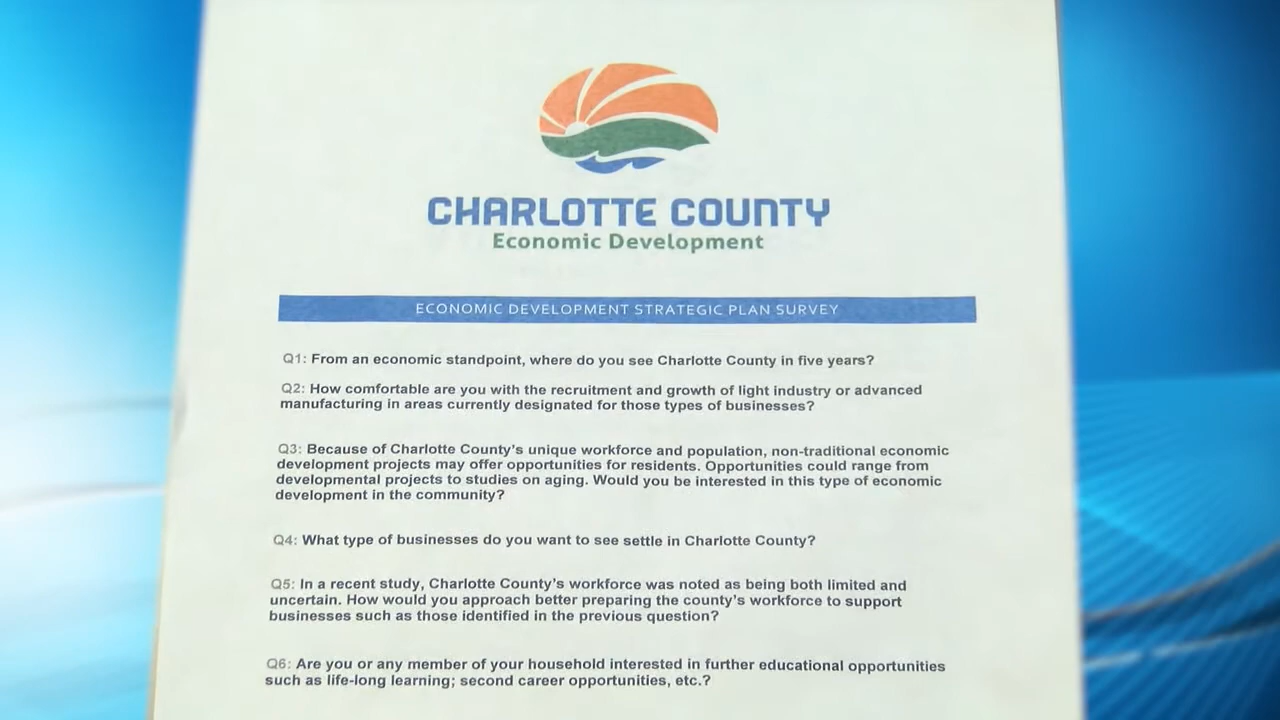 CHARLOTTE COUNTY
Economic Development
ECONOMIC DEVELOPMENT STRATEGIC PLAN SURVEY
Q1: From an economic standpoint, where do you see Charlotte County in five years?
Q2: How comfortable are you with the recruitment and growth of light industry or advanced
manufacturing in areas currently designated for those types of businesses?
Q3: Because of Charlotte County's unique workforce and population, non-traditional economic
development projects may offer opportunities for residents. Opportunities could range from
developmental projects to studies on aging. Would you be interested in this type of economic
development in the community?
Q4: What type of businesses do you want to see settle in Charlotte County?
Q5: In a recent study, Charlotte County's workforce was noted as being both limited and
uncertain. How would you approach better preparing the county's workforce to support
businesses such as those identified in the previous question?
Q6: Are you or any member of your household interested in further educational opportunities
such as life-long learning; second career opportunities, etc.?